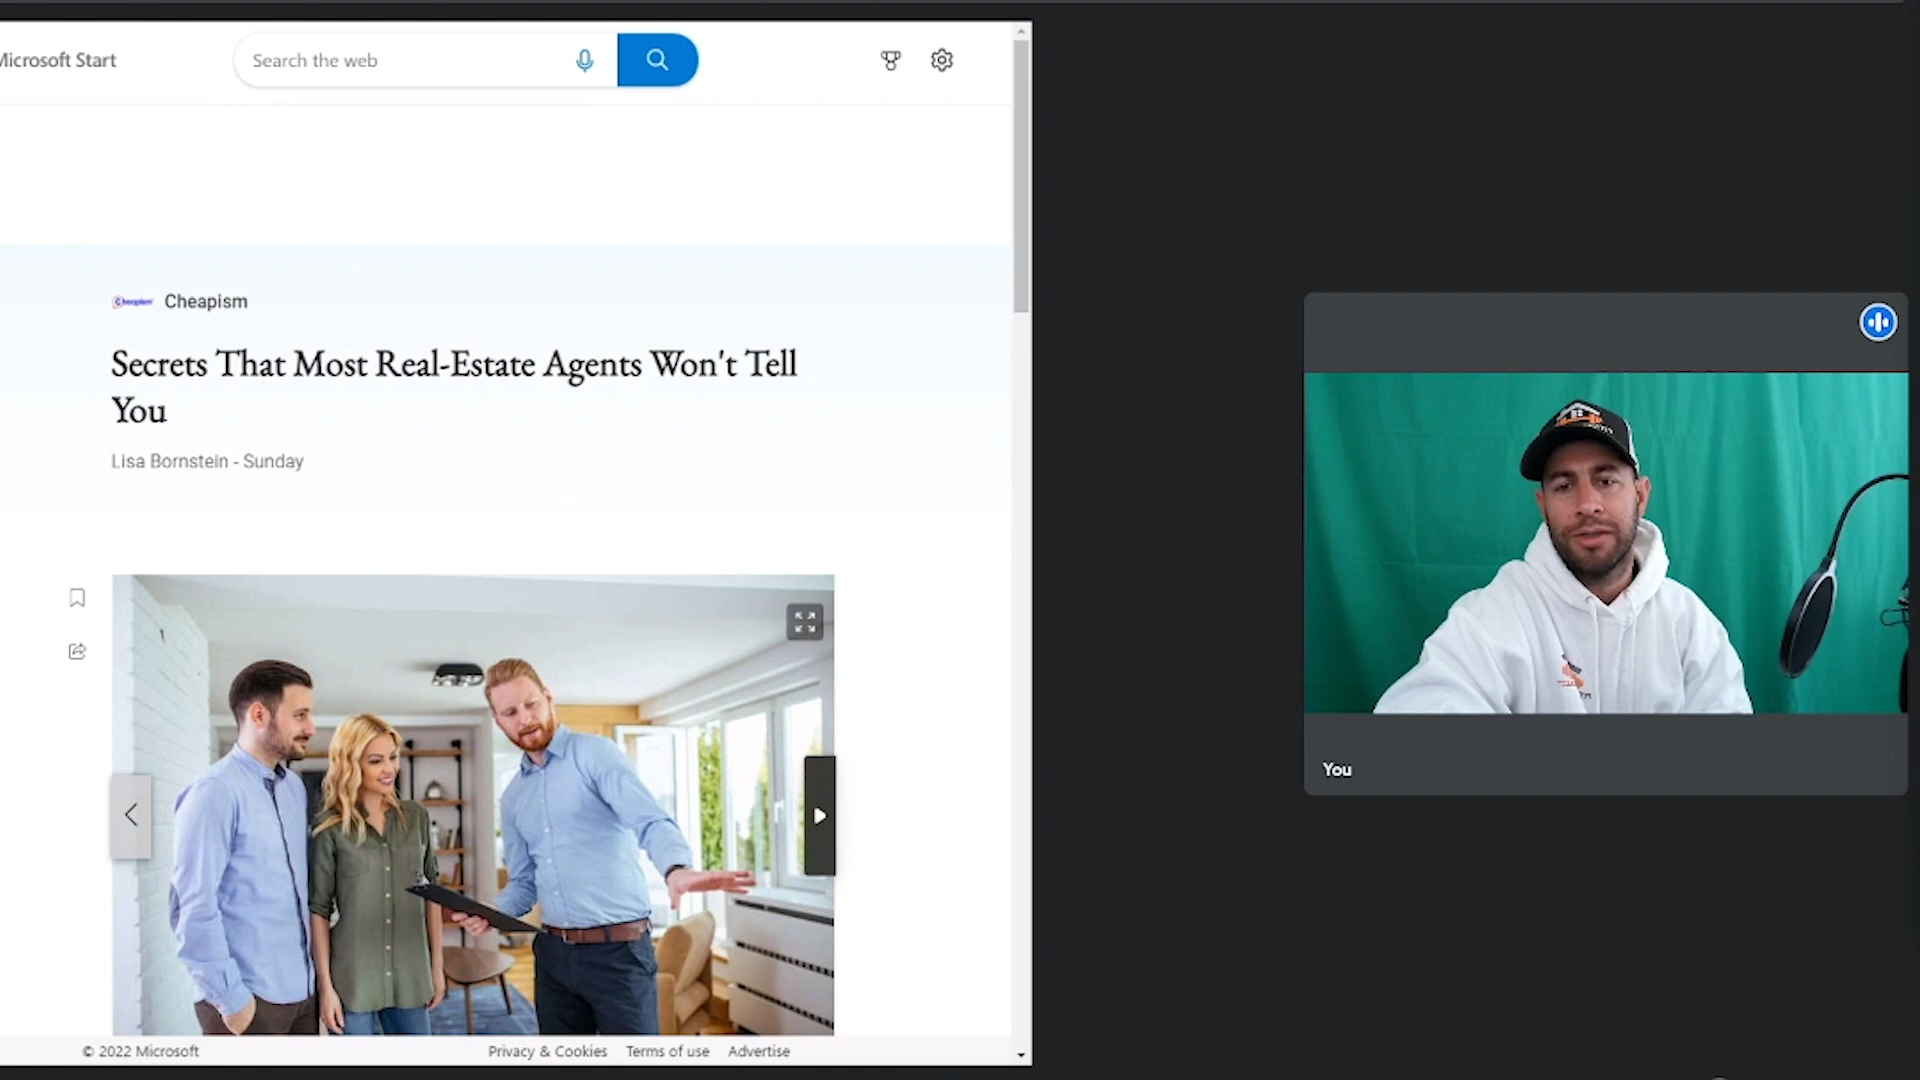 Microsoft Start
Search the web
Cheapism
Secrets That Most Real-Estate Agents Won't Tell
You
Lisa Bornstein - Sunday
You
© 2022 Microsoft
Privacy & Cookies
Terms of use
Advertise